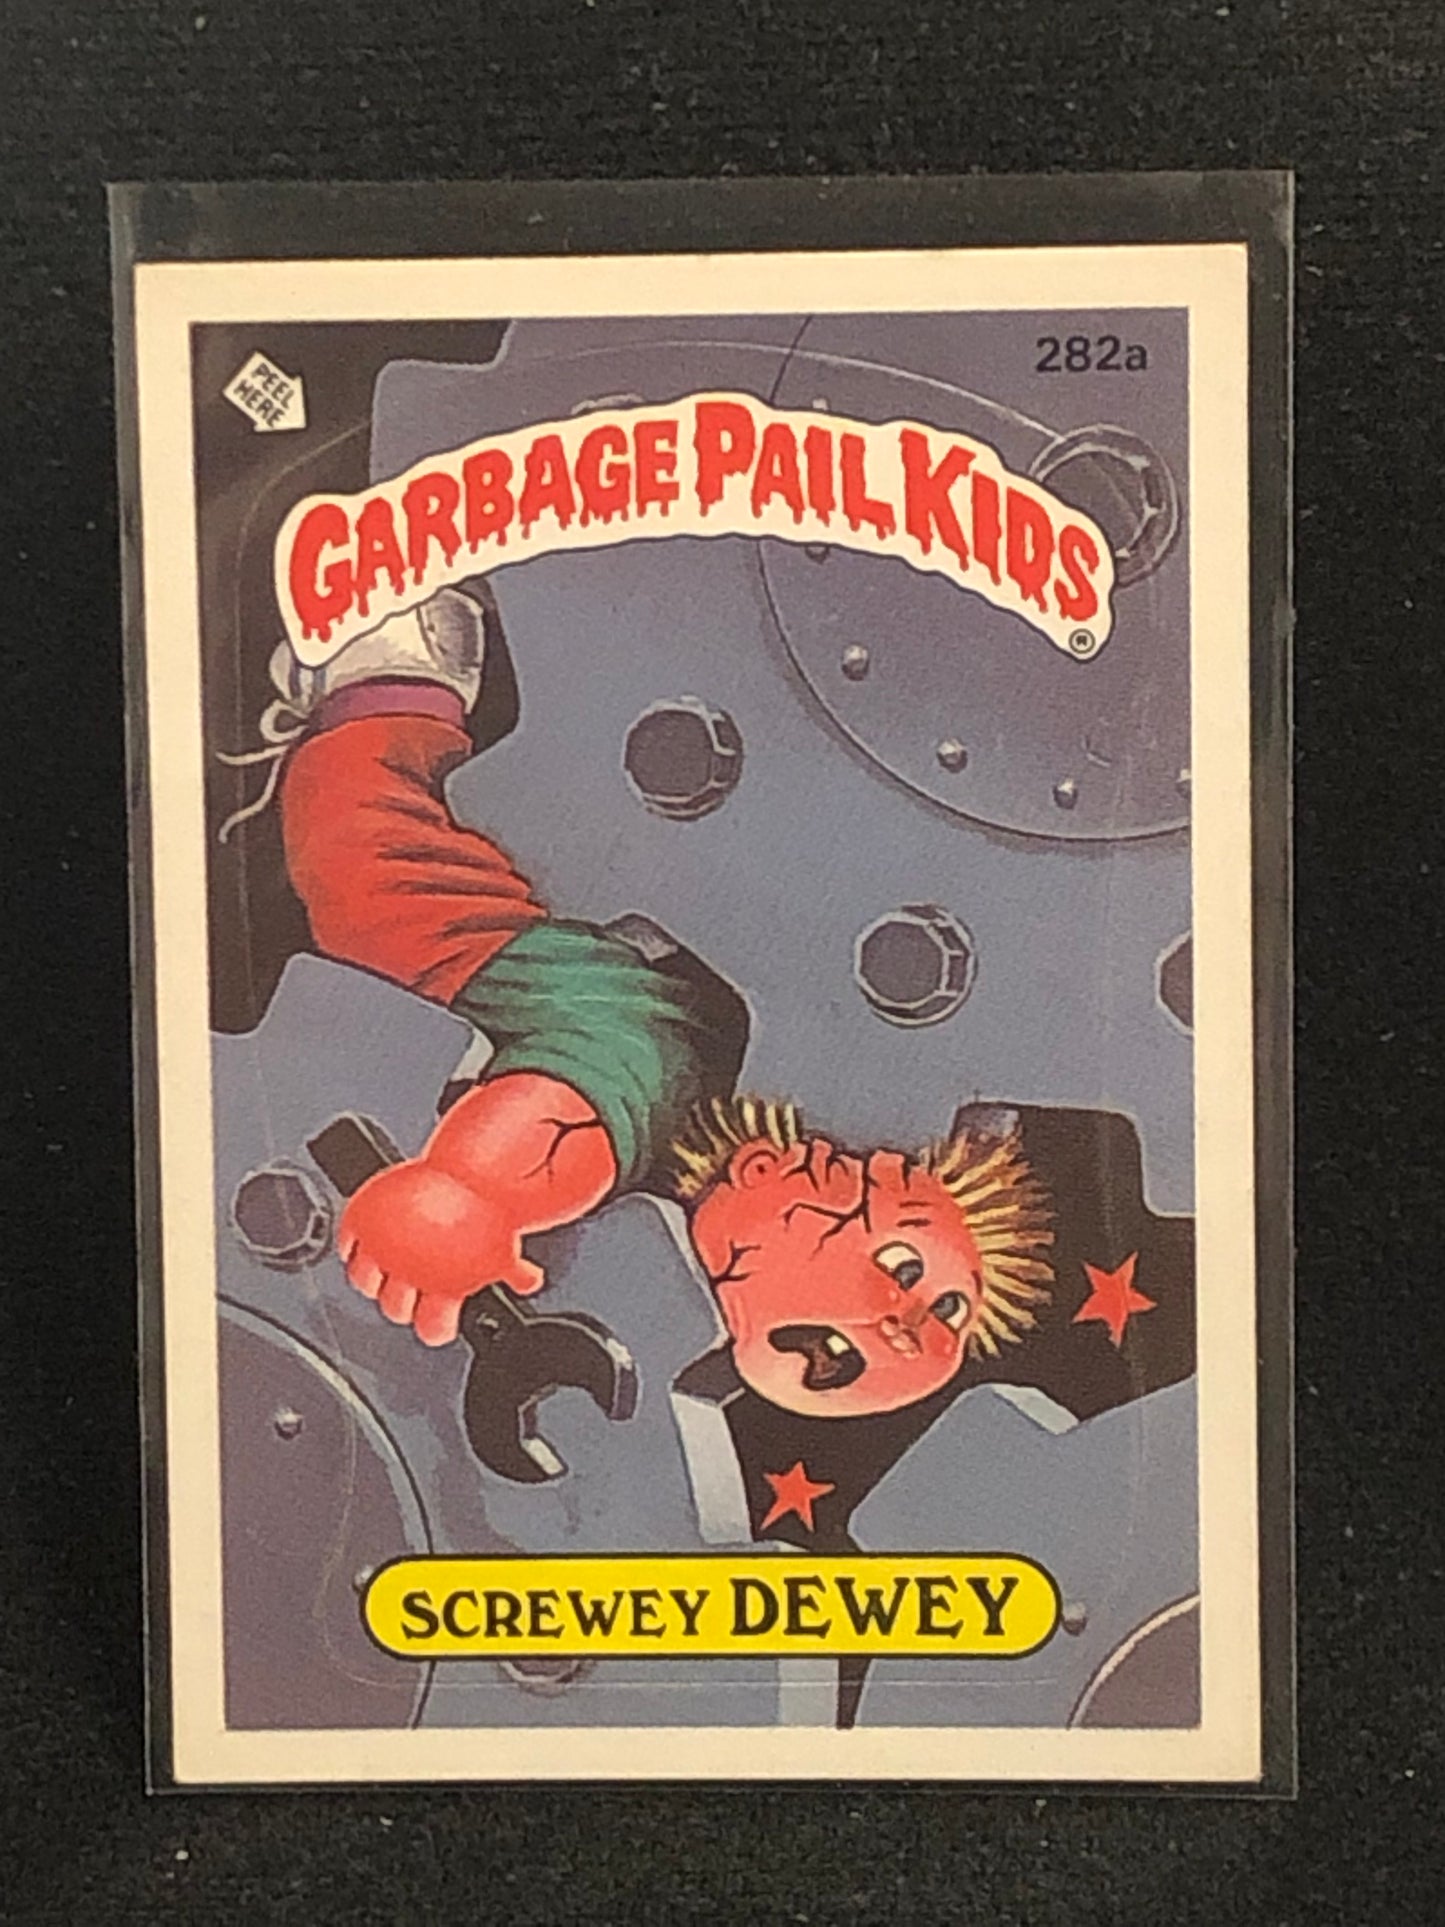 282a
PEEL
HERE
GARBAGE PAIL KIDS
®
SCREWEY DEWEY